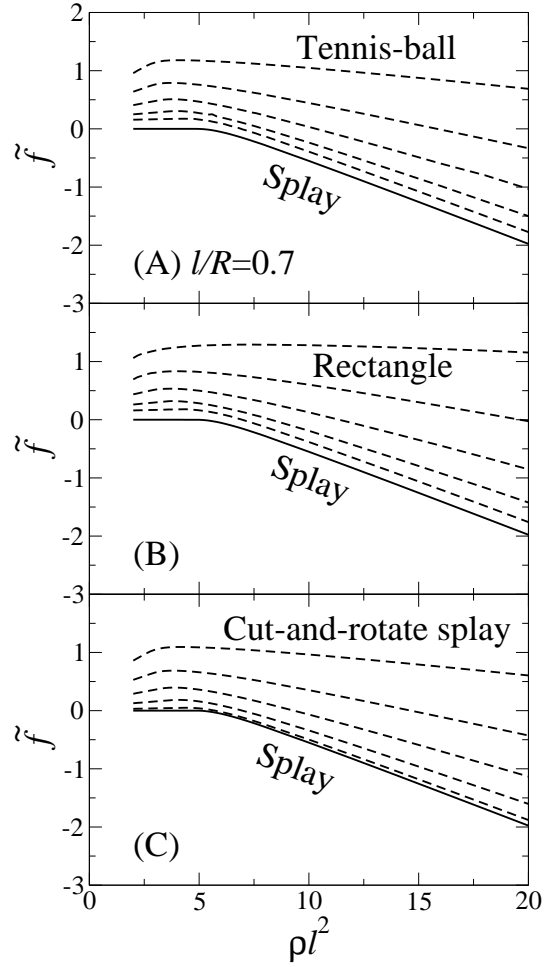 2
Tennis-ball
1
0
f̃
-1
Splay
-2
(A) l/R=0.7
-3
1
Rectangle
0
f̃
-1
Splay
-2
(B)
-3
Cut-and-rotate splay
1
0
f̃
-1
Splay
-2
(C)
-3
0 5 10 15 20
ρl²